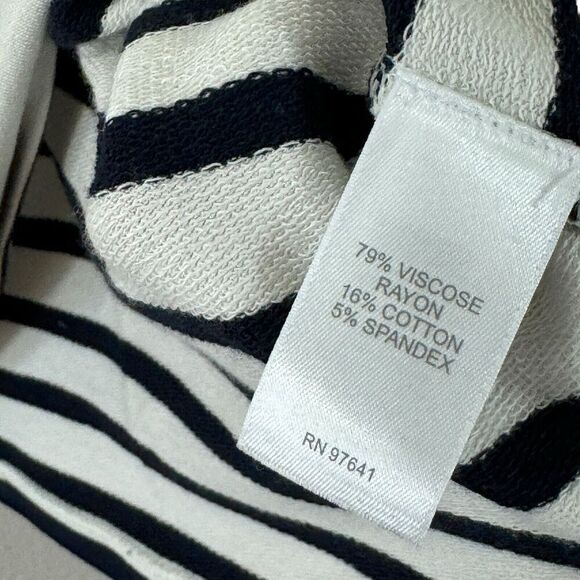 79% VISCOSE
RAYON
16% COTTON
5% SPANDEX
RN 97641